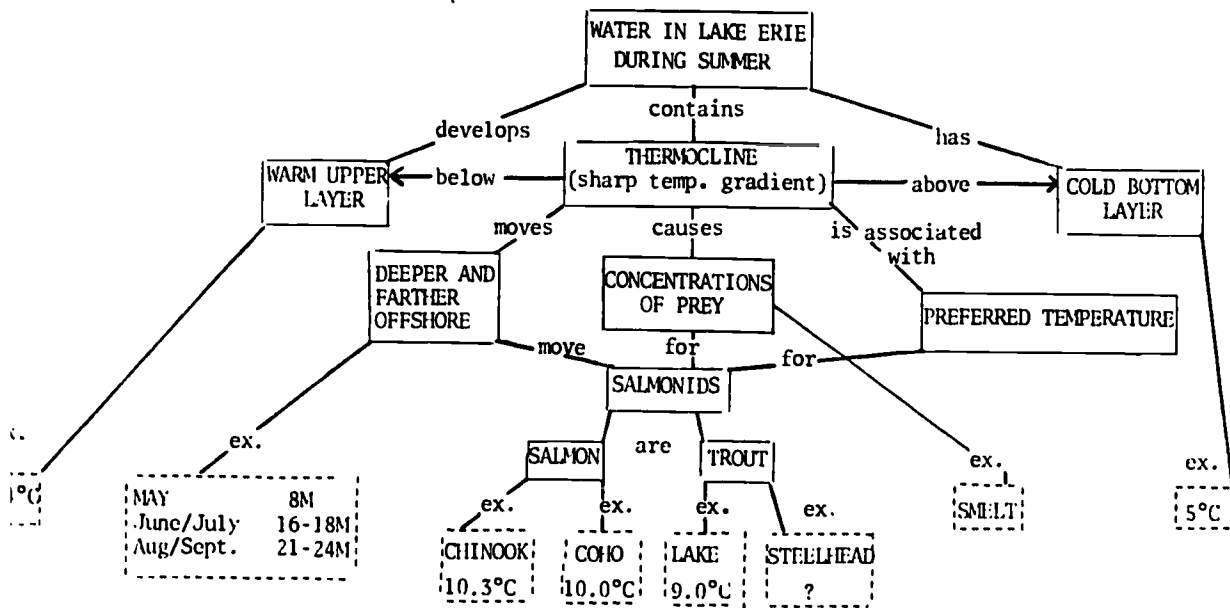 WATER IN LAKE ERIE
DURING SUMMER
contains
develops
has
THERMOCLINE
(sharp temp. gradient)
WARM UPPER
LAYER
below
above
COLD BOTTOM
LAYER
moves
causes
is associated
with
DEEPER AND
FARTHER
OFFSHORE
CONCENTRATIONS
OF PREY
PREFERRED TEMPERATURE
move
for
for
SALMONIDS
ex.
are
SALMON
TROUT
ex.
ex.
MAY 8M
June/July 16-18M
Aug/Sept. 21-24M
ex.
ex.
ex.
ex.
SMELT
5°C
CHINOOK
10.3°C
COHO
10.0°C
LAKE
9.0°C
STEELHEAD
?